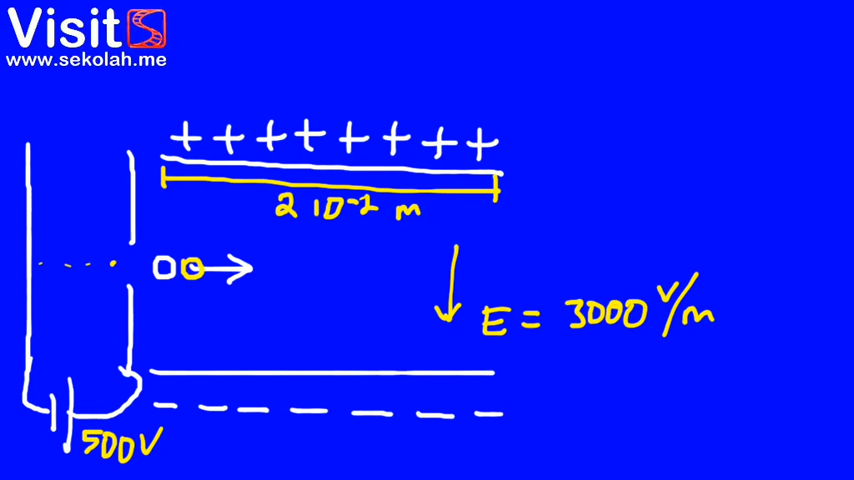 Visit S
www.sekolah.me
+ + + + + + + +
2 10⁻² m
E = 3000 V/m
500V